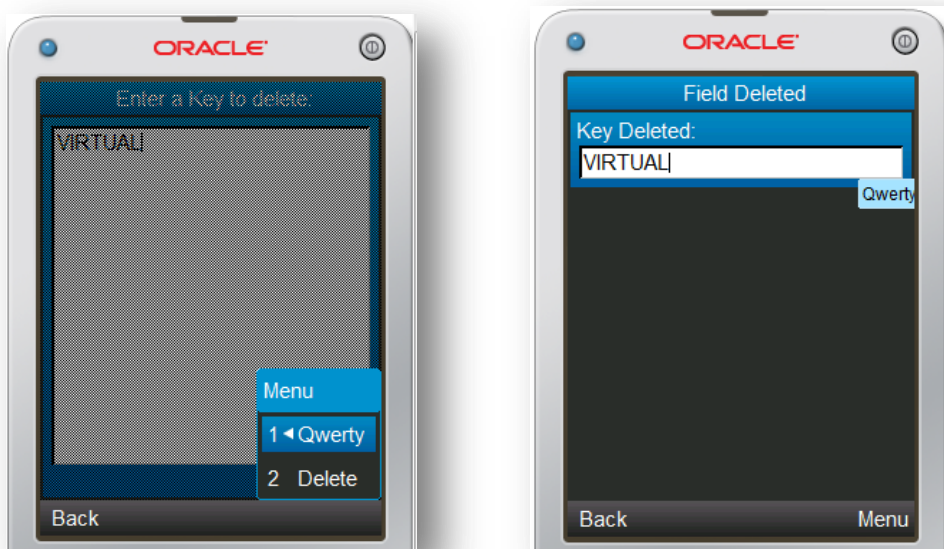 ORACLE
Enter a Key to delete:
VIRTUAL
Menu
1 Qwerty
2 Delete
Back
ORACLE
Field Deleted
Key Deleted:
VIRTUAL
Qwerty
Back
Menu